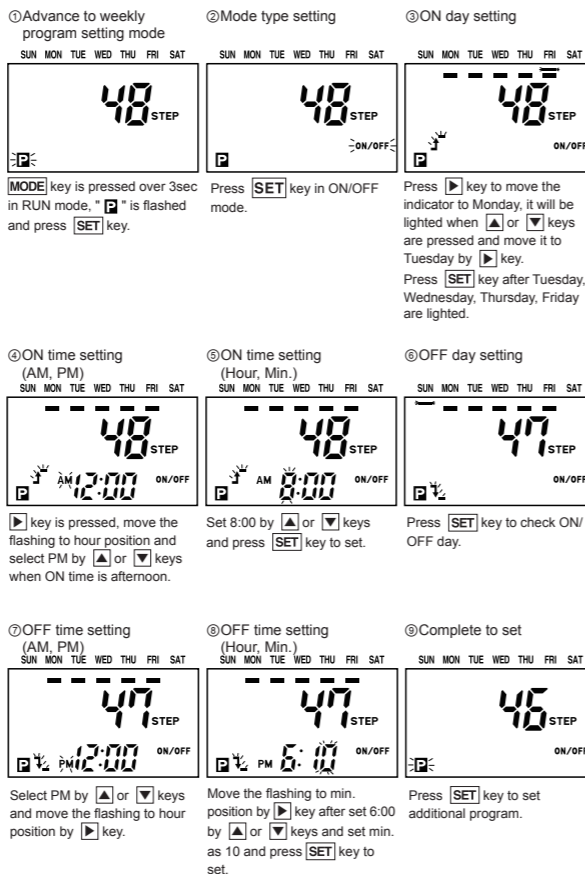 ①Advance to weekly
program setting mode
SUN MON TUE WED THU FRI SAT
48 STEP
P
MODE key is pressed over 3sec
in RUN mode, " P " is flashed
and press SET key.
②Mode type setting
SUN MON TUE WED THU FRI SAT
48 STEP
ON/OFF
P
Press SET key in ON/OFF
mode.
③ON day setting
SUN MON TUE WED THU FRI SAT
48 STEP
ON/OFF
P
Press ▶ key to move the
indicator to Monday, it will be
lighted when ▲ or ▼ keys
are pressed and move it to
Tuesday by ▶ key.
Press SET key after Tuesday,
Wednesday, Thursday, Friday
are lighted.
④ON time setting
(AM, PM)
SUN MON TUE WED THU FRI SAT
48 STEP
P AM 12:00 ON/OFF
▶ key is pressed, move the
flashing to hour position and
select PM by ▲ or ▼ keys
when ON time is afternoon.
⑤ON time setting
(Hour, Min.)
SUN MON TUE WED THU FRI SAT
48 STEP
P AM 8:00 ON/OFF
Set 8:00 by ▲ or ▼ keys
and press SET key to set.
⑥OFF day setting
SUN MON TUE WED THU FRI SAT
47 STEP
ON/OFF
P
Press SET key to check ON/
OFF day.
⑦OFF time setting
(AM, PM)
SUN MON TUE WED THU FRI SAT
47 STEP
P PM 12:00 ON/OFF
Select PM by ▲ or ▼ keys
and move the flashing to hour
position by ▶ key.
⑧OFF time setting
(Hour, Min.)
SUN MON TUE WED THU FRI SAT
47 STEP
P PM 6:10 ON/OFF
Move the flashing to min.
position by ▶ key after set 6:00
by ▲ or ▼ keys and set min.
as 10 and press SET key to
set.
⑨Complete to set
SUN MON TUE WED THU FRI SAT
46 STEP
ON/OFF
P
Press SET key to set
additional program.